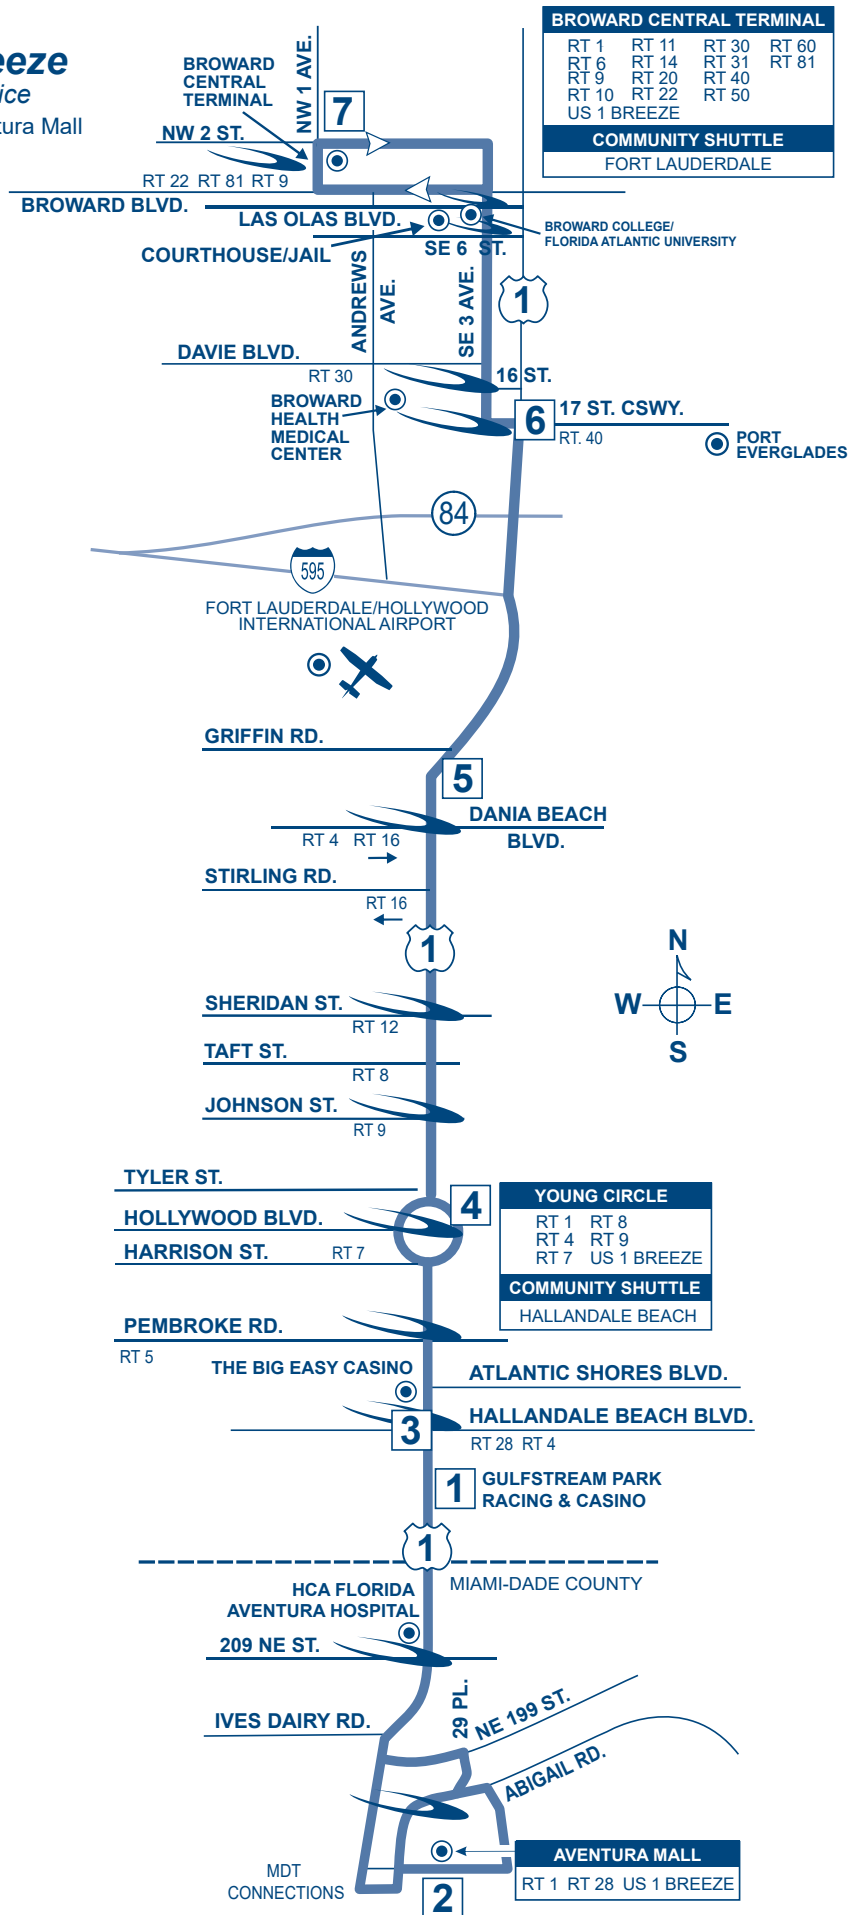 eeze
ice
tura Mall
BROWARD CENTRAL TERMINAL
RT 1 RT 11 RT 30 RT 60
RT 6 RT 14 RT 31 RT 81
RT 9 RT 20 RT 40
RT 10 RT 22 RT 50
US 1 BREEZE
COMMUNITY SHUTTLE
FORT LAUDERDALE
BROWARD
CENTRAL
TERMINAL
NW 1 AVE.
7
NW 2 ST.
RT 22 RT 81 RT 9
BROWARD BLVD.
LAS OLAS BLVD.
BROWARD COLLEGE/
FLORIDA ATLANTIC UNIVERSITY
COURTHOUSE/JAIL
SE 6 ST.
ANDREWS
AVE.
SE 3 AVE.
1
DAVIE BLVD.
RT 30
16 ST.
BROWARD
HEALTH
MEDICAL
CENTER
6
17 ST. CSWY.
RT. 40
PORT
EVERGLADES
84
595
FORT LAUDERDALE/HOLLYWOOD
INTERNATIONAL AIRPORT
GRIFFIN RD.
5
DANIA BEACH
BLVD.
RT 4 RT 16
STIRLING RD.
RT 16
1
N
W E
S
SHERIDAN ST.
RT 12
TAFT ST.
RT 8
JOHNSON ST.
RT 9
TYLER ST.
4
HOLLYWOOD BLVD.
HARRISON ST.
RT 7
YOUNG CIRCLE
RT 1 RT 8
RT 4 RT 9
RT 7 US 1 BREEZE
COMMUNITY SHUTTLE
HALLANDALE BEACH
PEMBROKE RD.
RT 5
THE BIG EASY CASINO
ATLANTIC SHORES BLVD.
3
HALLANDALE BEACH BLVD.
RT 28 RT 4
1
GULFSTREAM PARK
RACING & CASINO
1
MIAMI-DADE COUNTY
HCA FLORIDA
AVENTURA HOSPITAL
209 NE ST.
IVES DAIRY RD.
29 PL.
NE 199 ST.
ABIGAIL RD.
AVENTURA MALL
RT 1 RT 28 US 1 BREEZE
MDT
CONNECTIONS
2